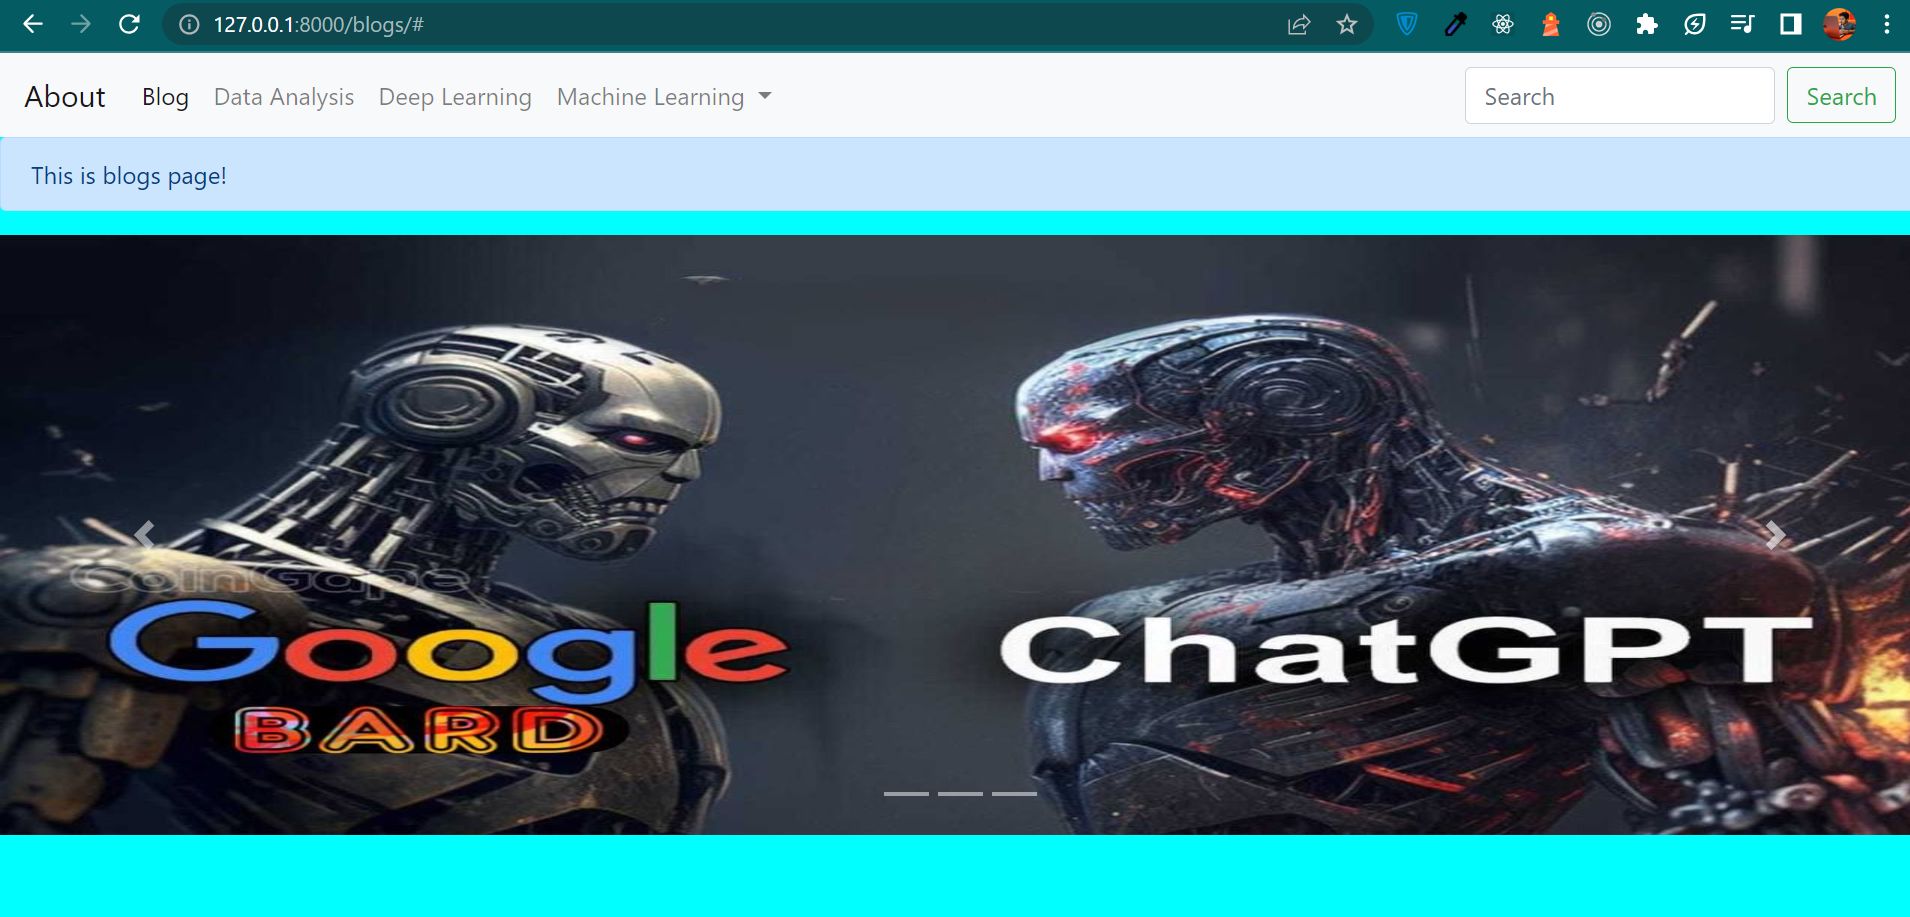 127.0.0.1:8000/blogs/#
About Blog Data Analysis Deep Learning Machine Learning Search Search
This is blogs page!
CoinGape
Google ChatGPT
BARD